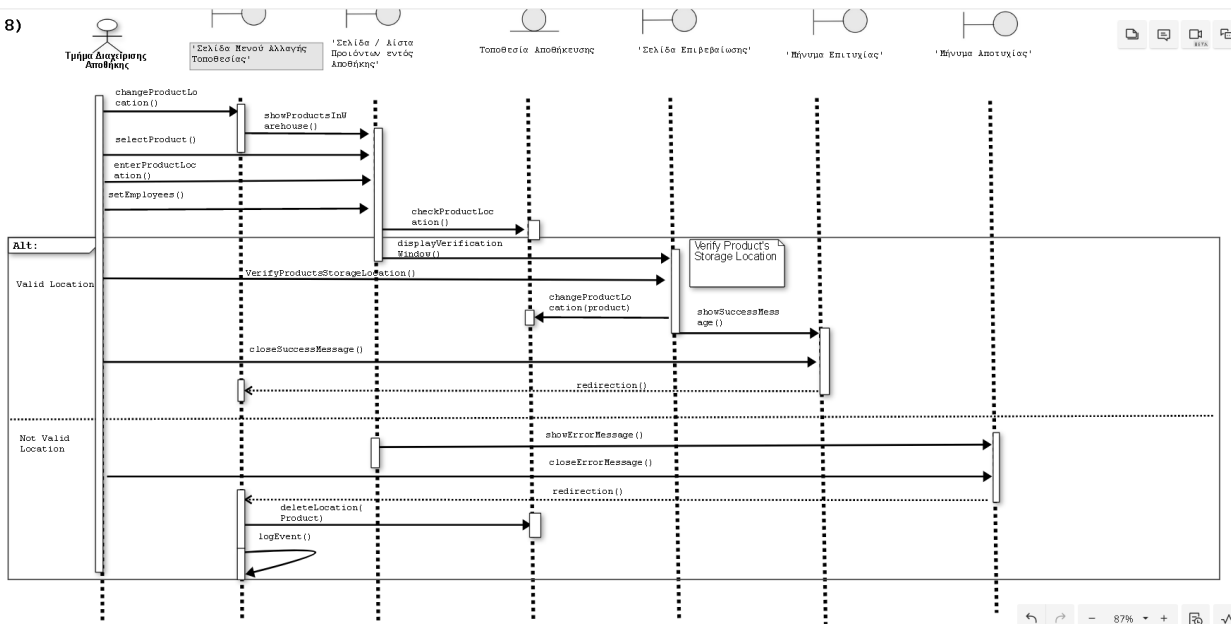 8)
Τμήμα Διαχείρισης
Αποθήκης
'Σελίδα Μενού Αλλαγής
Τοποθεσίας'
'Σελίδα / Λίστα
Προιόντων εντός
Αποθήκης'
Τοποθεσία Αποθήκευσης
'Σελίδα Επιβεβαίωσης'
'Μήνυμα Επιτυχίας'
'Μήνυμα Αποτυχίας'
BETA
changeProductLo
cation()
showProductsInW
arehouse()
selectProduct()
enterProductLoc
ation()
setEmployees()
checkProductLoc
ation()
Alt:
displayVerification
Window()
Verify Product's
Storage Location
Valid Location
VerifyProductsStorageLocation()
changeProductLo
cation(product)
showSuccessMess
age()
closeSuccessMessage()
redirection()
Not Valid
Location
showErrorMessage()
closeErrorMessage()
redirection()
deleteLocation(
Product)
logEvent()
87%